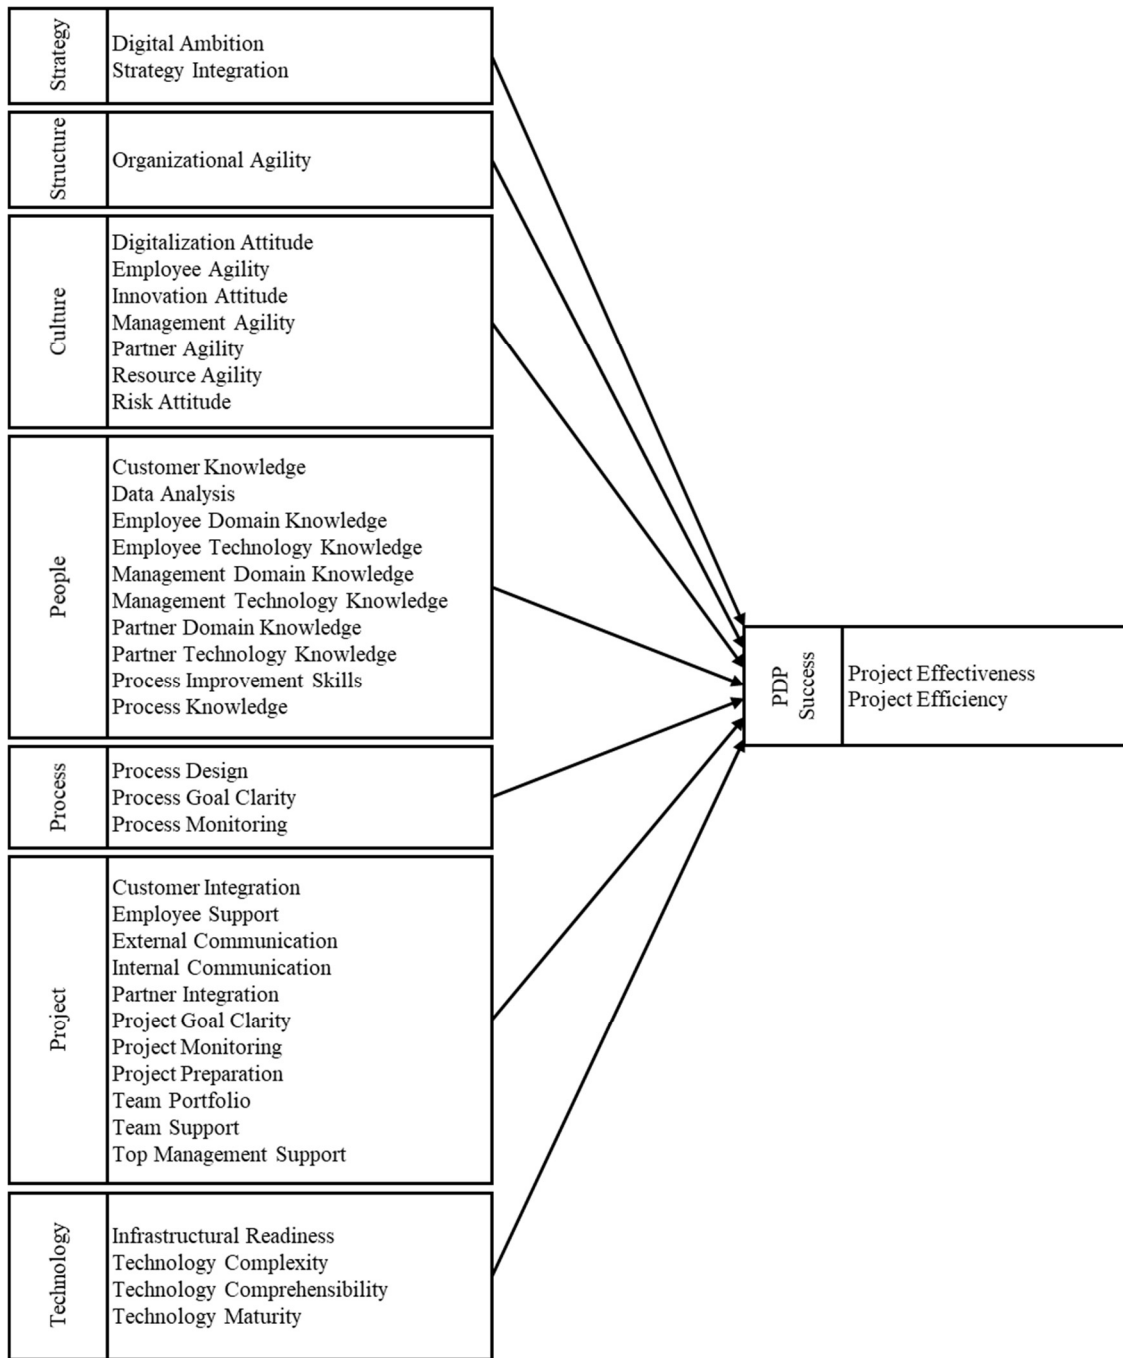 Strategy
Digital Ambition
Strategy Integration
Structure
Organizational Agility
Culture
Digitalization Attitude
Employee Agility
Innovation Attitude
Management Agility
Partner Agility
Resource Agility
Risk Attitude
People
Customer Knowledge
Data Analysis
Employee Domain Knowledge
Employee Technology Knowledge
Management Domain Knowledge
Management Technology Knowledge
Partner Domain Knowledge
Partner Technology Knowledge
Process Improvement Skills
Process Knowledge
Process
Process Design
Process Goal Clarity
Process Monitoring
Project
Customer Integration
Employee Support
External Communication
Internal Communication
Partner Integration
Project Goal Clarity
Project Monitoring
Project Preparation
Team Portfolio
Team Support
Top Management Support
Technology
Infrastructural Readiness
Technology Complexity
Technology Comprehensibility
Technology Maturity
PDP
Success
Project Effectiveness
Project Efficiency